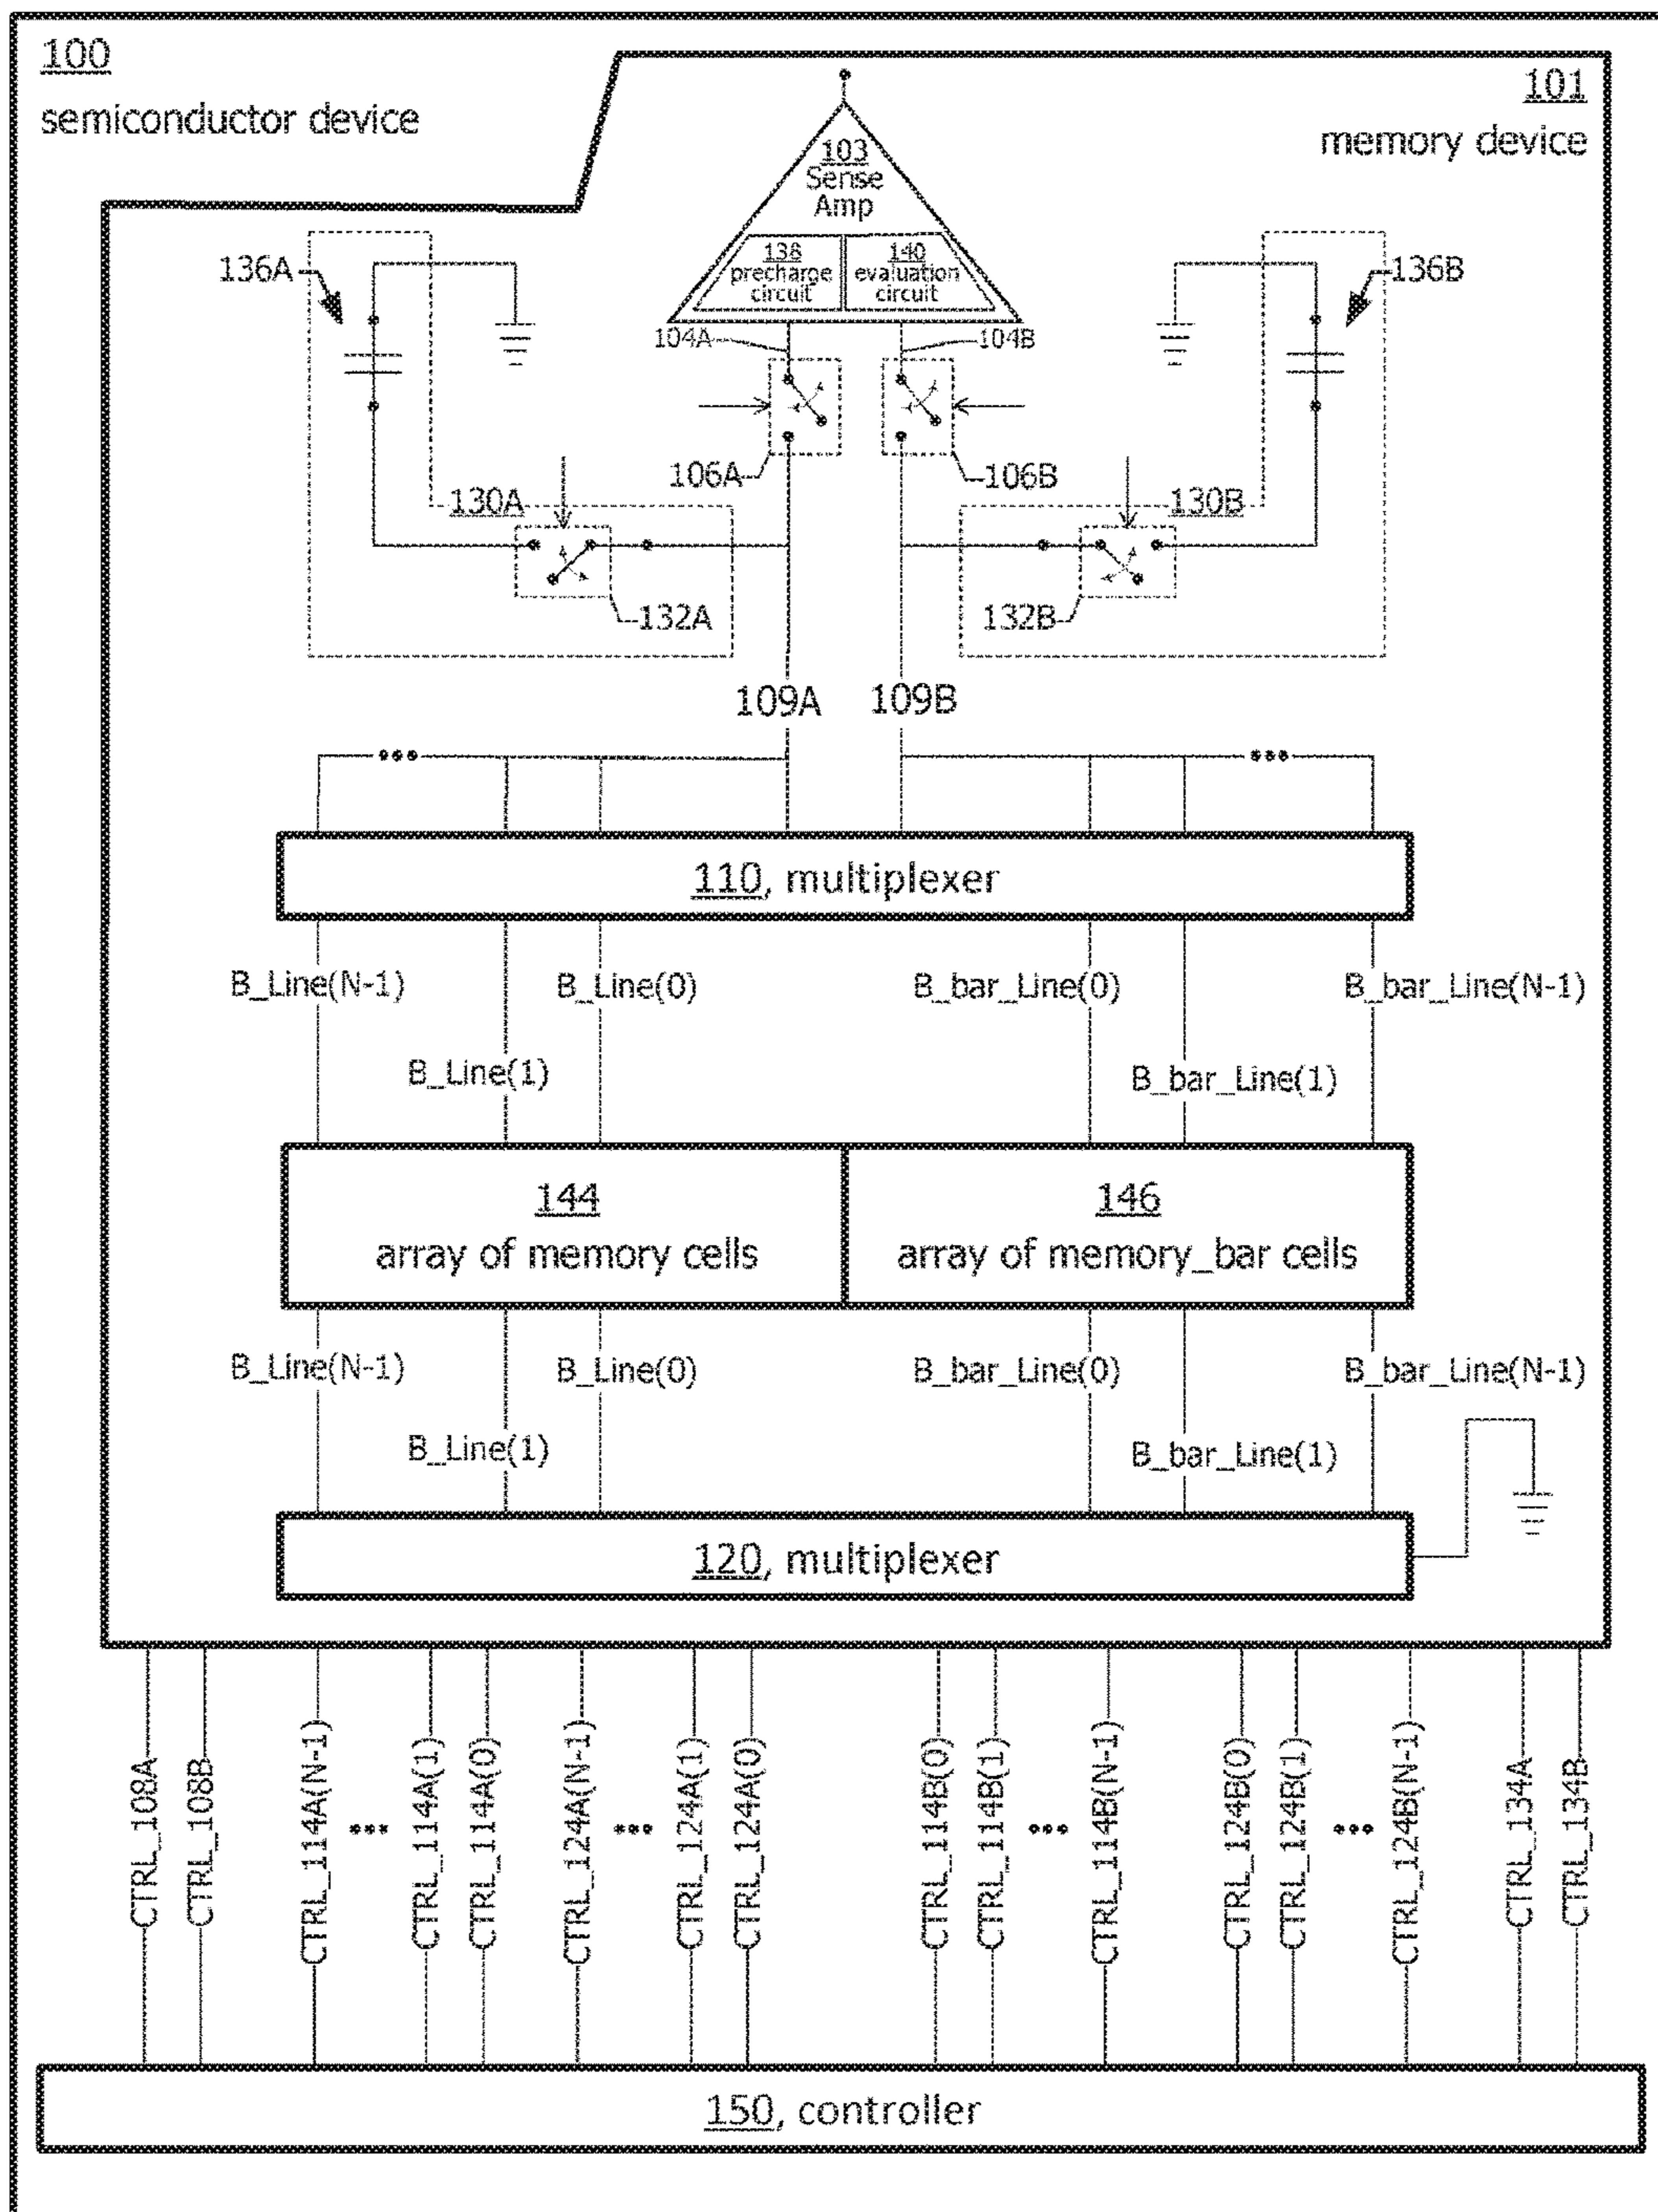 100
semiconductor device
101
memory device
103
Sense
Amp
138
precharge
circuit
140
evaluation
circuit
136A
136B
104A
104B
106A
106B
130A
130B
132A
132B
109A
109B
110, multiplexer
B_Line(N-1)
B_Line(0)
B_bar_Line(0)
B_bar_Line(N-1)
B_Line(1)
B_bar_Line(1)
144
array of memory cells
146
array of memory_bar cells
B_Line(N-1)
B_Line(0)
B_bar_Line(0)
B_bar_Line(N-1)
B_Line(1)
B_bar_Line(1)
120, multiplexer
CTRL_108A
CTRL_108B
CTRL_114A(N-1)
CTRL_114A(1)
CTRL_114A(0)
CTRL_124A(N-1)
CTRL_124A(1)
CTRL_124A(0)
CTRL_114B(0)
CTRL_114B(1)
CTRL_114B(N-1)
CTRL_124B(0)
CTRL_124B(1)
CTRL_124B(N-1)
CTRL_134A
CTRL_134B
150, controller